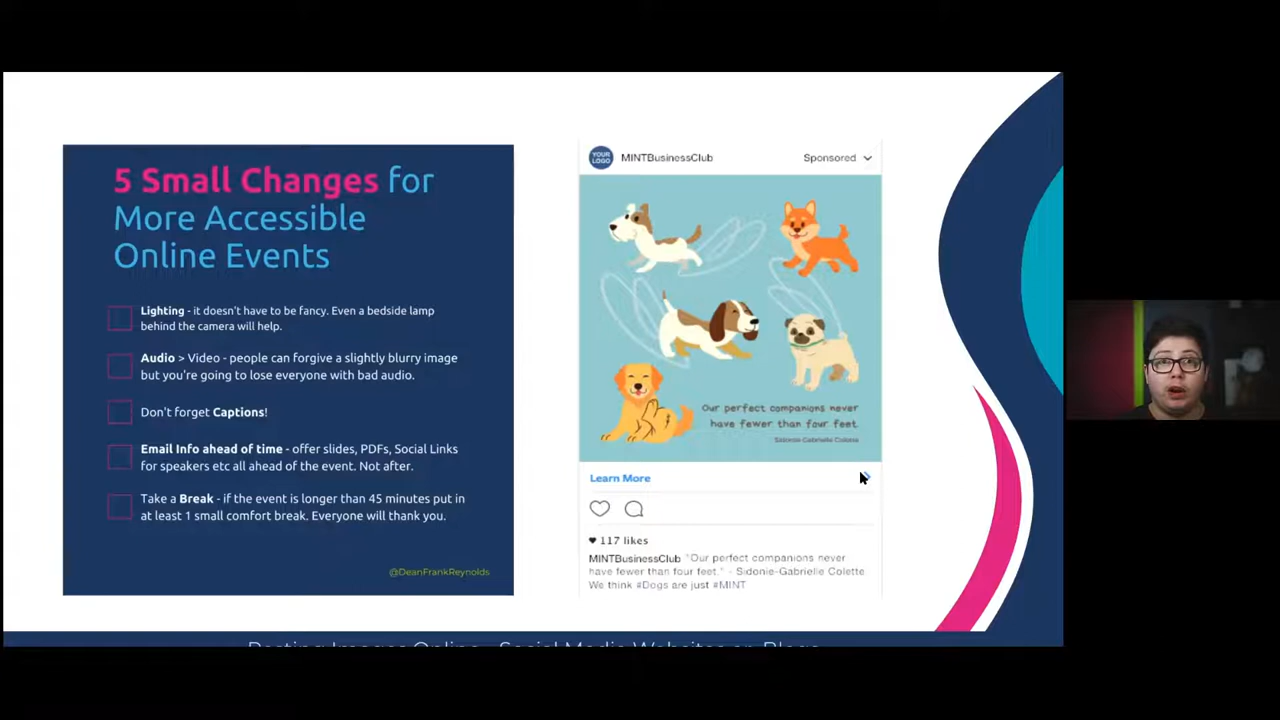 5 Small Changes for
More Accessible
Online Events
Lighting - it doesn't have to be fancy. Even a bedside lamp
behind the camera will help.
Audio > Video - people can forgive a slightly blurry image
but you're going to lose everyone with bad audio.
Don't forget Captions!
Email Info ahead of time - offer slides, PDFs, Social Links
for speakers etc all ahead of the event. Not after.
Take a Break - if the event is longer than 45 minutes put in
at least 1 small comfort break. Everyone will thank you.
@DeanFrankReynolds
YOUR
LOGO
MINTBusinessClub
Sponsored
Our perfect companions never
have fewer than four feet.
Sidonie-Gabrielle Colette
Learn More
117 likes
MINTBusinessClub "Our perfect companions never
have fewer than four feet." - Sidonie-Gabrielle Colette
We think #Dogs are just #MINT
Posting Images Online - Social Media Websites
Blogs